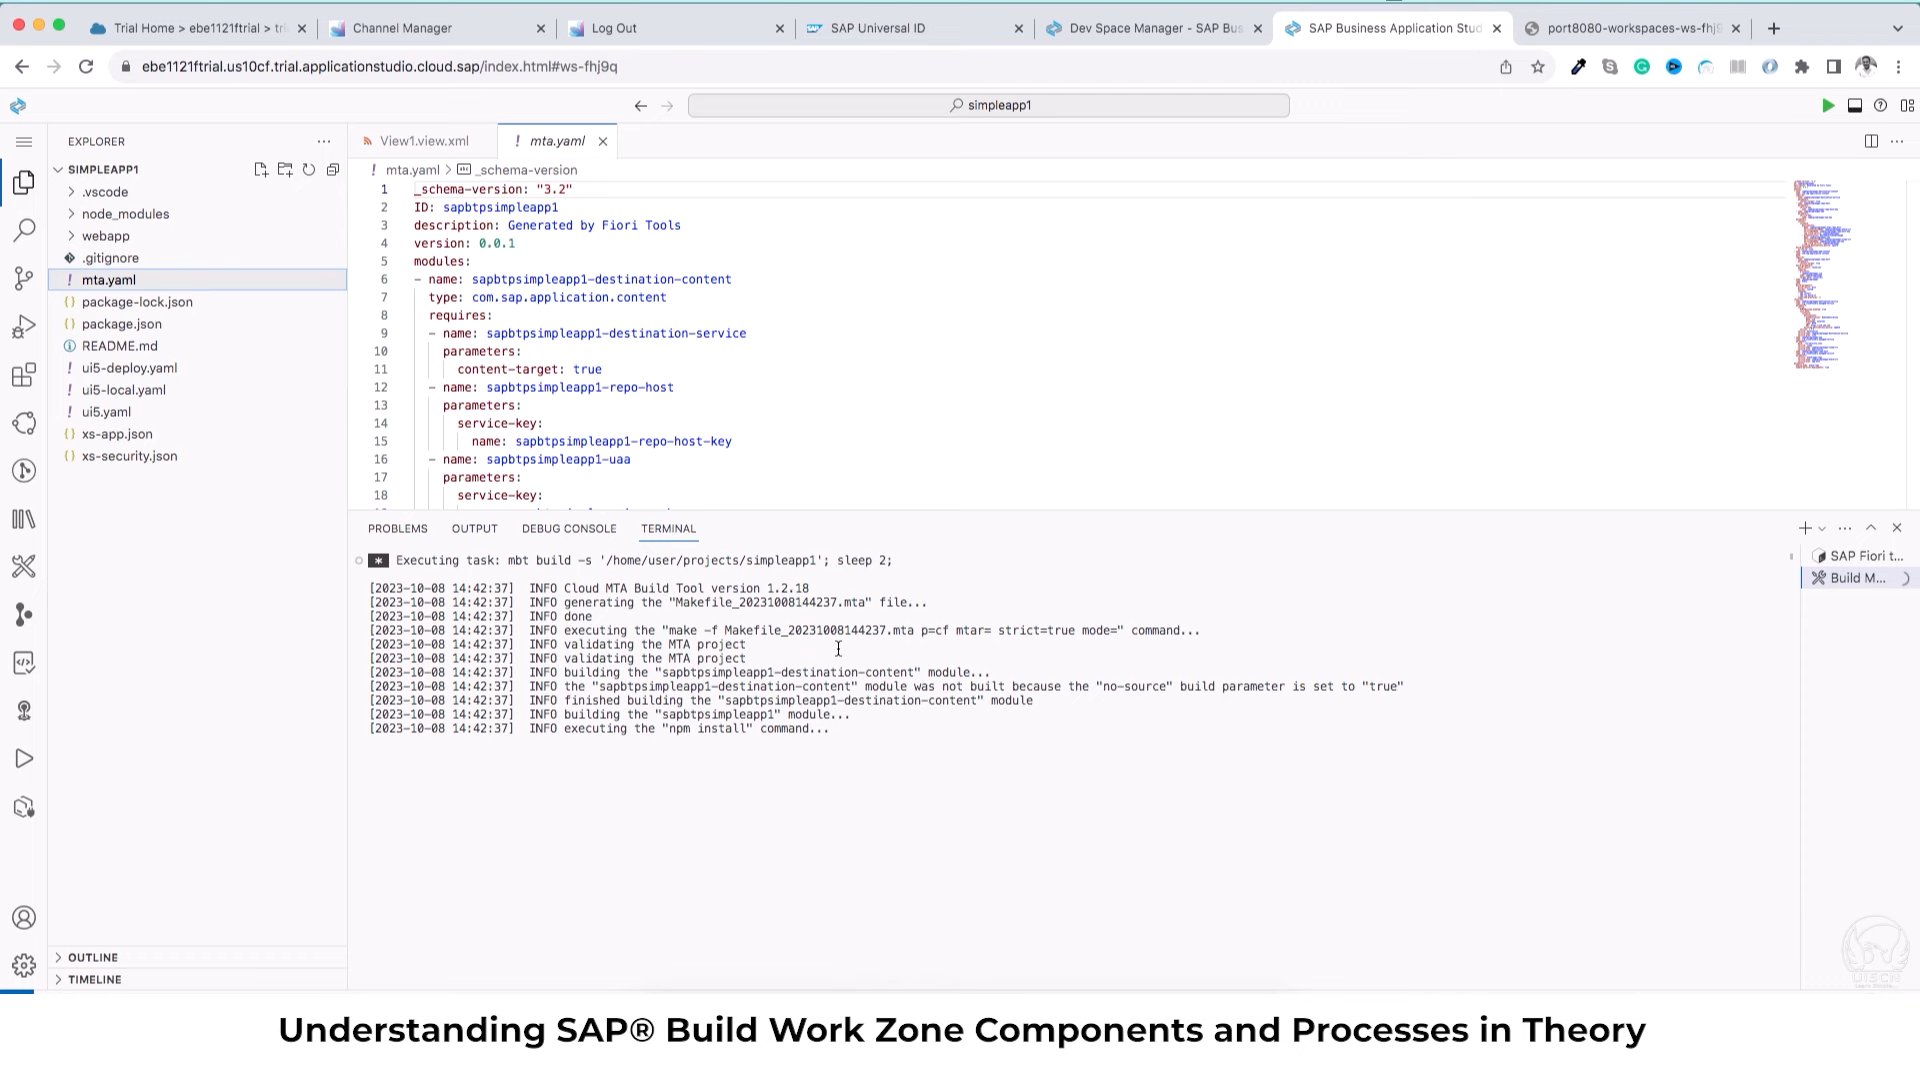 Trial Home > ebe1121ftrial > tri
Channel Manager
Log Out
SAP Universal ID
Dev Space Manager - SAP Bus
SAP Business Application Stud
port8080-workspaces-ws-fhj9
ebe1121ftrial.us10cf.trial.applicationstudio.cloud.sap/index.html#ws-fhj9q
simpleapp1
EXPLORER
View1.view.xml
! mta.yaml
SIMPLEAPP1
! mta.yaml > _schema-version
.vscode
node_modules
webapp
.gitignore
! mta.yaml
{} package-lock.json
{} package.json
README.md
! ui5-deploy.yaml
! ui5-local.yaml
! ui5.yaml
{} xs-app.json
{} xs-security.json
1 _schema-version: "3.2"
2 ID: sapbtpsimpleapp1
3 description: Generated by Fiori Tools
4 version: 0.0.1
5 modules:
6 - name: sapbtpsimpleapp1-destination-content
7 type: com.sap.application.content
8 requires:
9 - name: sapbtpsimpleapp1-destination-service
10 parameters:
11 content-target: true
12 - name: sapbtpsimpleapp1-repo-host
13 parameters:
14 service-key:
15 name: sapbtpsimpleapp1-repo-host-key
16 - name: sapbtpsimpleapp1-uaa
17 parameters:
18 service-key:
PROBLEMS OUTPUT DEBUG CONSOLE TERMINAL
* Executing task: mbt build -s '/home/user/projects/simpleapp1'; sleep 2;
[2023-10-08 14:42:37] INFO Cloud MTA Build Tool version 1.2.18
[2023-10-08 14:42:37] INFO generating the "Makefile_20231008144237.mta" file...
[2023-10-08 14:42:37] INFO done
[2023-10-08 14:42:37] INFO executing the "make -f Makefile_20231008144237.mta p=cf mtar= strict=true mode=" command...
[2023-10-08 14:42:37] INFO validating the MTA project
[2023-10-08 14:42:37] INFO validating the MTA project
[2023-10-08 14:42:37] INFO building the "sapbtpsimpleapp1-destination-content" module...
[2023-10-08 14:42:37] INFO the "sapbtpsimpleapp1-destination-content" module was not built because the "no-source" build parameter is set to "true"
[2023-10-08 14:42:37] INFO finished building the "sapbtpsimpleapp1-destination-content" module
[2023-10-08 14:42:37] INFO building the "sapbtpsimpleapp1" module...
[2023-10-08 14:42:37] INFO executing the "npm install" command...
SAP Fiori t...
Build M...
OUTLINE
TIMELINE
UI5CN
Understanding SAP® Build Work Zone Components and Processes in Theory